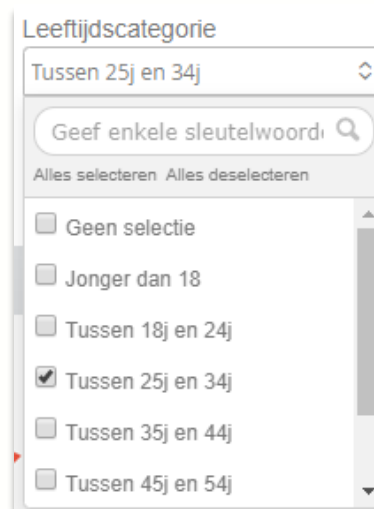 Leeftijdscategorie
Tussen 25j en 34j
Geef enkele sleutelwoord
Alles selecteren Alles deselecteren
Geen selectie
Jonger dan 18
Tussen 18j en 24j
Tussen 25j en 34j
Tussen 35j en 44j
Tussen 45j en 54j